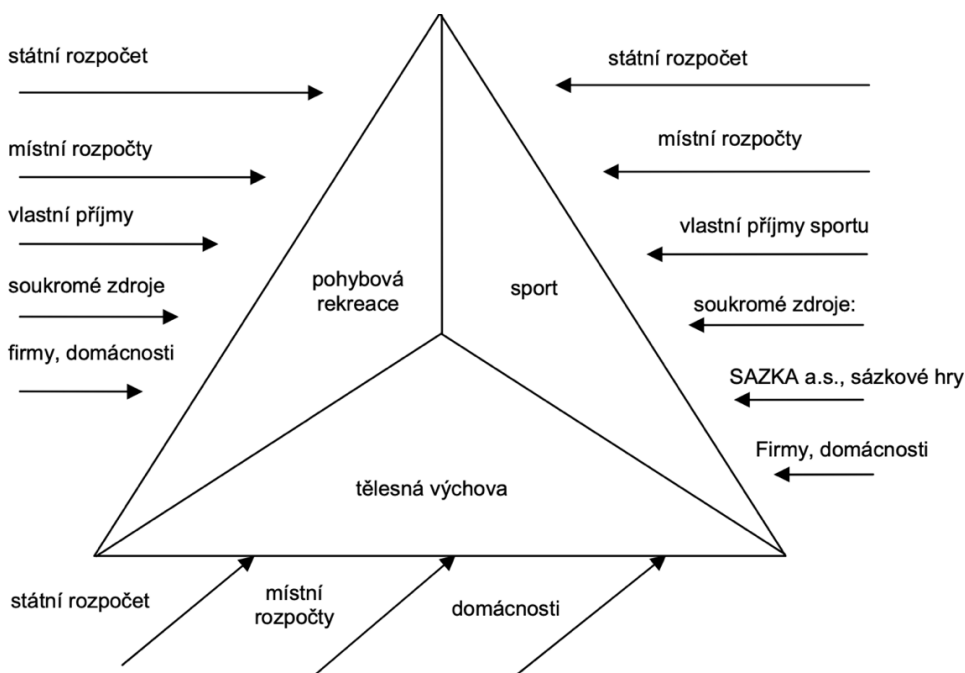 státní rozpočet
místní rozpočty
vlastní příjmy
soukromé zdroje
firmy, domácnosti
pohybová
rekreace
sport
tělesná výchova
státní rozpočet
místní rozpočty
vlastní příjmy sportu
soukromé zdroje:
SAZKA a.s., sázkové hry
Firmy, domácnosti
státní rozpočet
místní
rozpočty
domácnosti